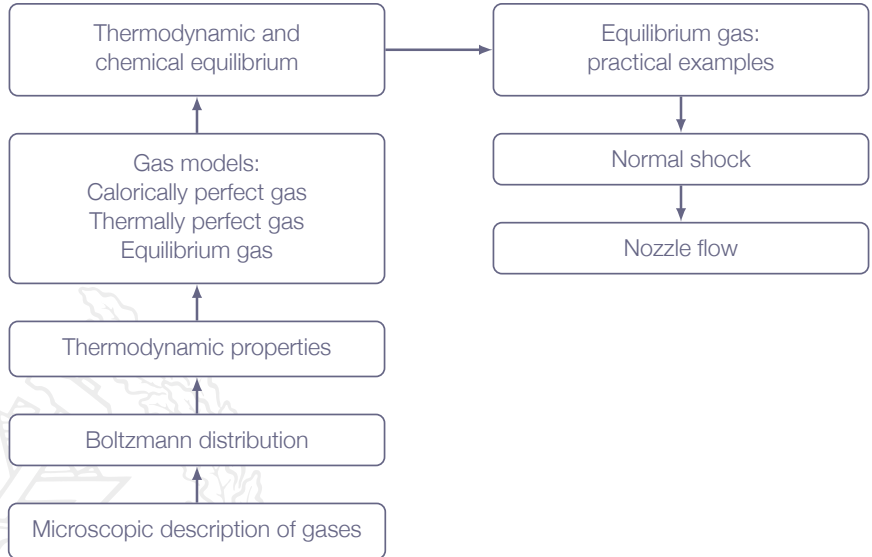 Thermodynamic and
chemical equilibrium
Gas models:
Calorically perfect gas
Thermally perfect gas
Equilibrium gas
Thermodynamic properties
Boltzmann distribution
Microscopic description of gases
Equilibrium gas:
practical examples
Normal shock
Nozzle flow